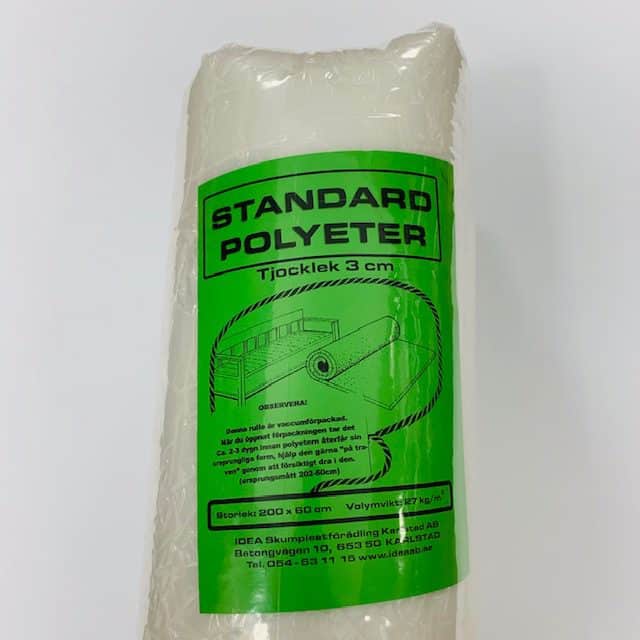 STANDARD
POLYETER
Tjocklek 3 cm
OBSERVERA!
Denna rulle är vaccumförpackad.
När du öppnat förpackningen tar det
Ca. 2-3 dygn innan polyetern återfår sin
ursprungliga form, hjälp den gärna "på tra-
ven" genom att försiktigt dra i den.
(ursprungsmått 202-60cm)
Storlek: 200 x 60 cm Volymvikt: 27 kg/m³
IDEA Skumplastförädling Karlstad AB
Betongvägen 10, 653 50 KARLSTAD
Tel. 054-53 11 15 www.ideaab.se